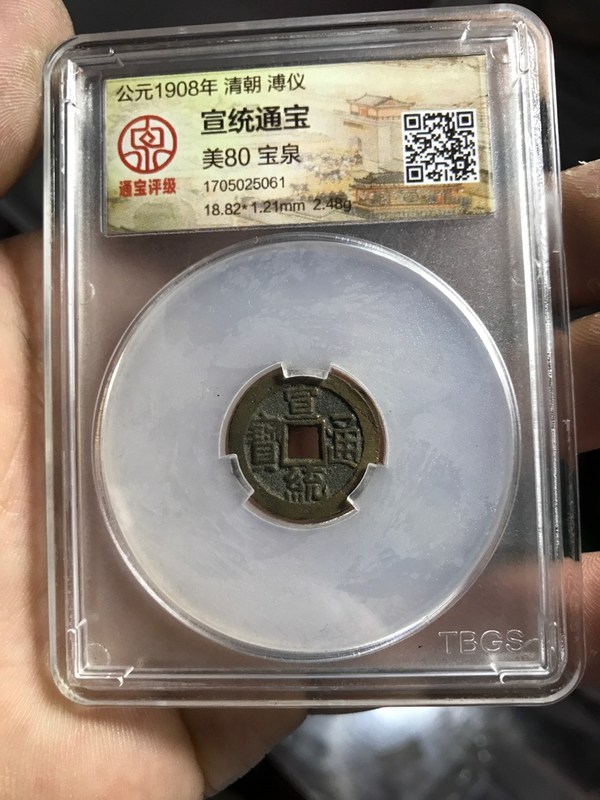 公元1908年 清朝 溥仪
宣统通宝
美80 宝泉
通宝评级
1705025061
18.82*1.21mm 2.48g
宣
寶 通
統
TBGS